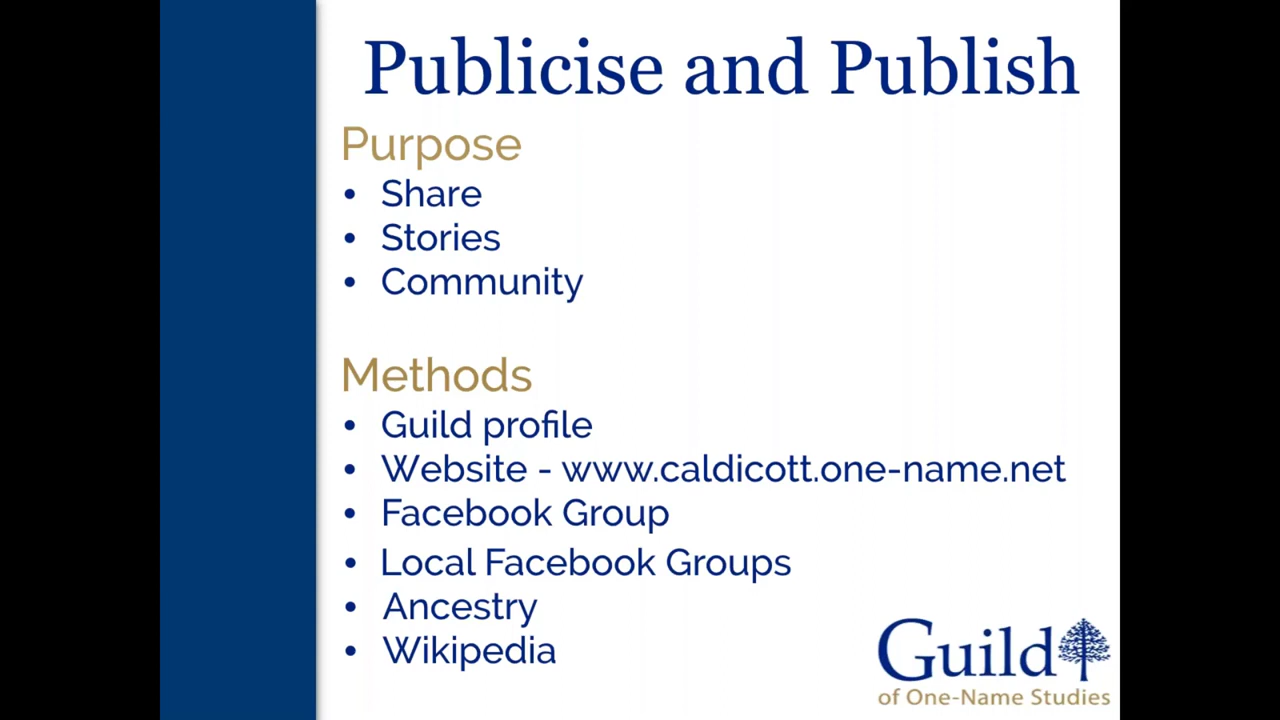 Publicise and Publish
Purpose
• Share
• Stories
• Community
Methods
• Guild profile
• Website - www.caldicott.one-name.net
• Facebook Group
• Local Facebook Groups
• Ancestry
• Wikipedia
Guild
of One-Name Studies